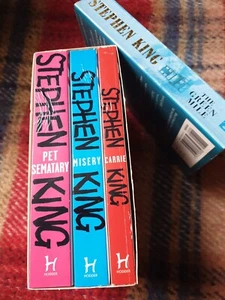 STEPHEN KING
PET
SEMATARY
H
HODDER
STEPHEN KING
MISERY
H
HODDER
STEPHEN KING
CARRIE
H
HODDER
STEPHEN KING
THE GREEN
MILE